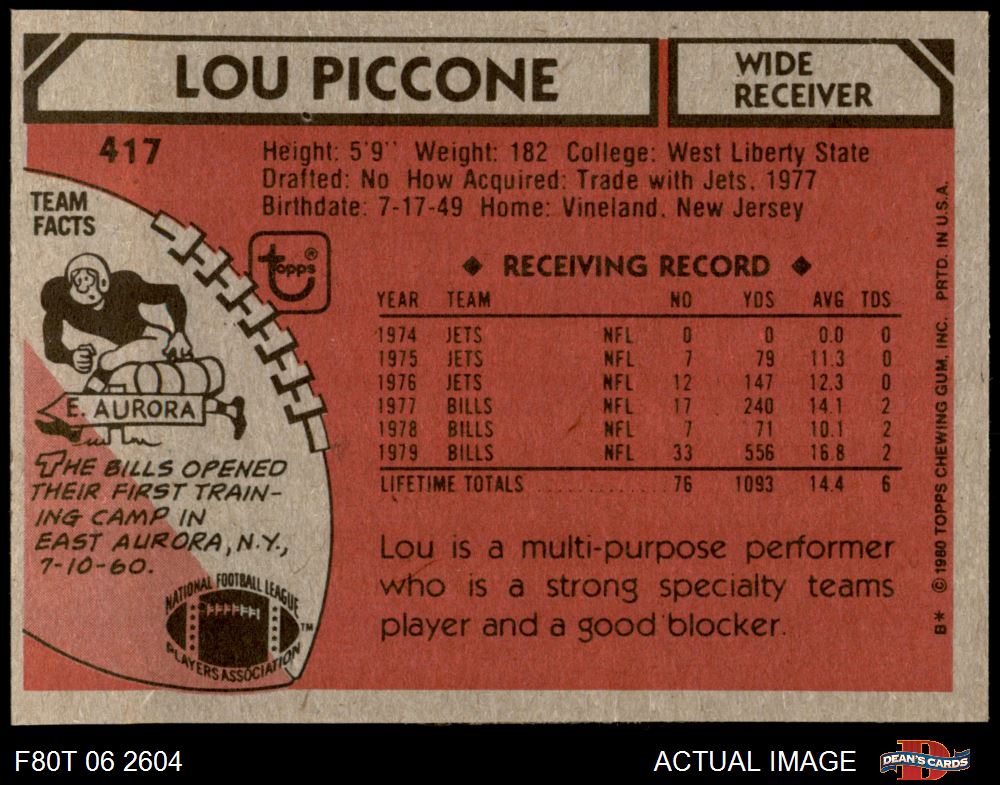 LOU PICCONE
WIDE
RECEIVER
417
Height: 5'9" Weight: 182 College: West Liberty State
Drafted: No How Acquired: Trade with Jets, 1977
Birthdate: 7-17-49 Home: Vineland, New Jersey
TEAM
FACTS
topps®
E. AURORA
THE BILLS OPENED
THEIR FIRST TRAIN-
ING CAMP IN
EAST AURORA, N.Y.,
7-10-60.
NATIONAL FOOTBALL LEAGUE
PLAYERS ASSOCIATION
TM
◆ RECEIVING RECORD ◆
YEAR TEAM NO YDS AVG TDS
1974 JETS NFL 0 0 0.0 0
1975 JETS NFL 7 79 11.3 0
1976 JETS NFL 12 147 12.3 0
1977 BILLS NFL 17 240 14.1 2
1978 BILLS NFL 7 71 10.1 2
1979 BILLS NFL 33 556 16.8 2
LIFETIME TOTALS ............ 76 1093 14.4 6
Lou is a multi-purpose performer
who is a strong specialty teams
player and a good blocker.
B* © 1980 TOPPS CHEWING GUM, INC. PRTD. IN U.S.A.
F80T 06 2604
ACTUAL IMAGE
D
DEAN'S CARDS